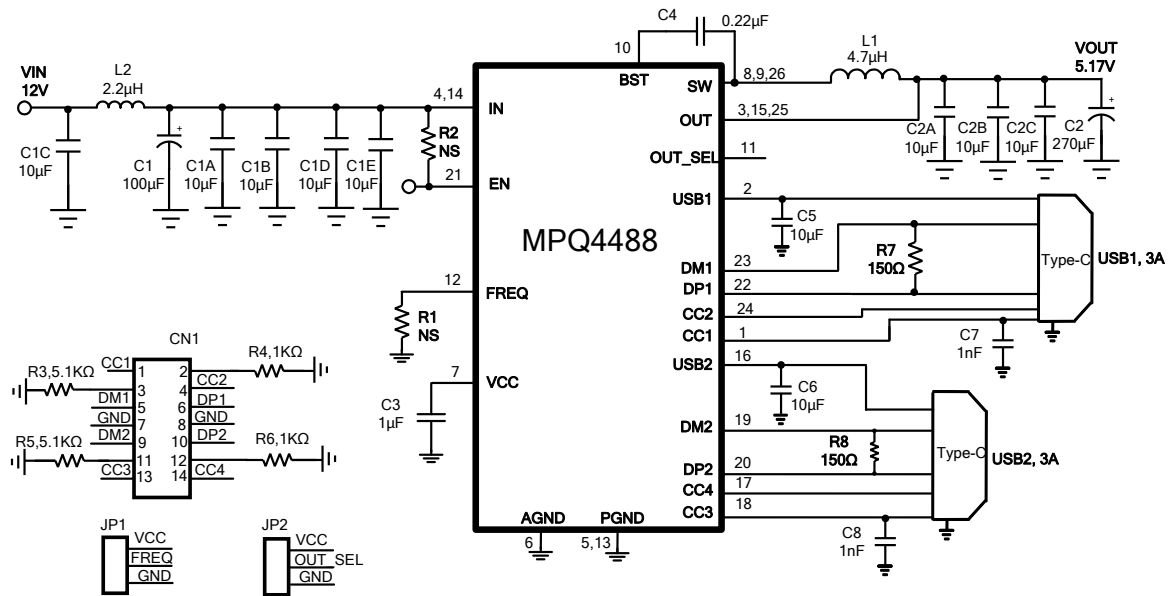 C4
0.22µF
10
BST
L1
4.7µH
VOUT
5.17V
VIN
12V
L2
2.2µH
4,14
IN
SW
8,9,26
3,15,25
OUT
C1C
10µF
C1
100µF
C1A
10µF
C1B
10µF
C1D
10µF
C1E
10µF
R2
NS
C2A
10µF
C2B
10µF
C2C
10µF
C2
270µF
+
+
OUT_SEL
11
21
EN
USB1
2
C5
10µF
MPQ4488
R7
150Ω
Type-C
USB1, 3A
DM1
23
DP1
22
CC2
24
CC1
1
C7
1nF
12
FREQ
R1
NS
USB2
16
C6
10µF
7
VCC
C3
1µF
DM2
19
R8
150Ω
Type-C
USB2, 3A
DP2
20
CC4
17
CC3
18
C8
1nF
AGND
PGND
6
5,13
CN1
CC1 1 2 R4,1KΩ
R3,5.1KΩ 3 4 CC2
DM1 5 6 DP1
GND 7 8 GND
DM2 9 10 DP2
R5,5.1KΩ 11 12 R6,1KΩ
CC3 13 14 CC4
JP1
VCC
FREQ
GND
JP2
VCC
OUT SEL
GND